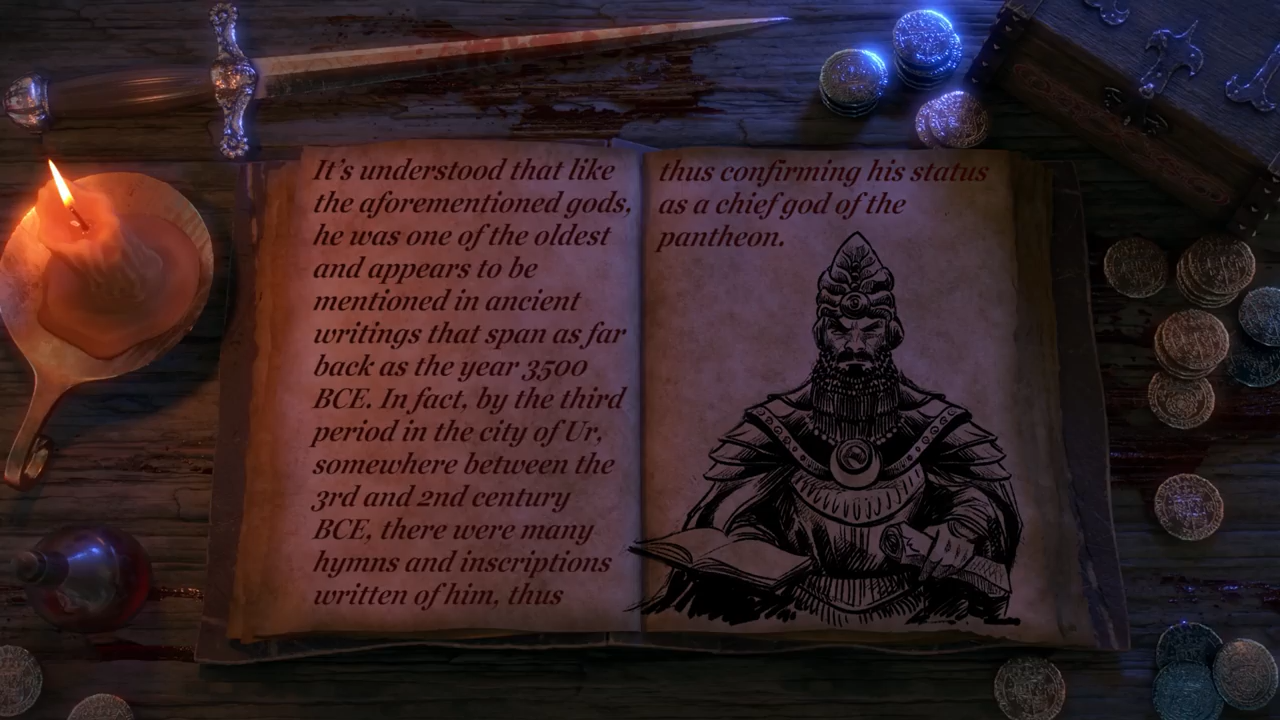 It's understood that like
the aforementioned gods,
he was one of the oldest
and appears to be
mentioned in ancient
writings that span as far
back as the year 3500
BCE. In fact, by the third
period in the city of Ur,
somewhere between the
3rd and 2nd century
BCE, there were many
hymns and inscriptions
written of him, thus
thus confirming his status
as a chief god of the
pantheon.